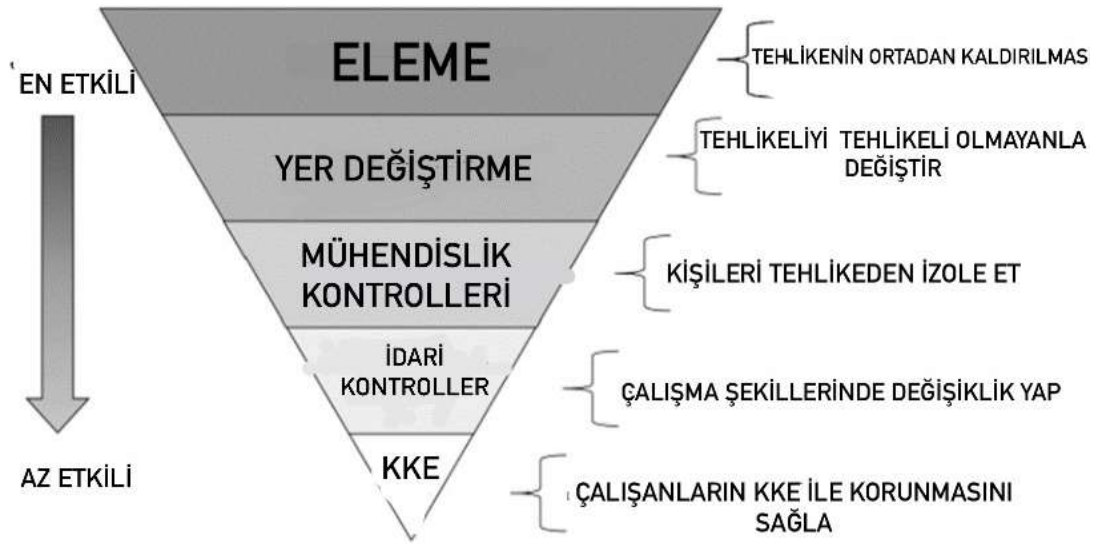 ELEME
TEHLİKENİN ORTADAN KALDIRILMAS
EN ETKİLİ
YER DEĞİŞTİRME
TEHLİKELİYİ TEHLİKELİ OLMAYANLA
DEĞİŞTİR
MÜHENDİSLİK
KONTROLLERİ
KİŞİLERİ TEHLİKEDEN İZOLE ET
İDARİ
KONTROLLER
ÇALIŞMA ŞEKİLLERİNDE DEĞİŞİKLİK YAP
AZ ETKİLİ
KKE
ÇALIŞANLARIN KKE İLE KORUNMASINI
SAĞLA